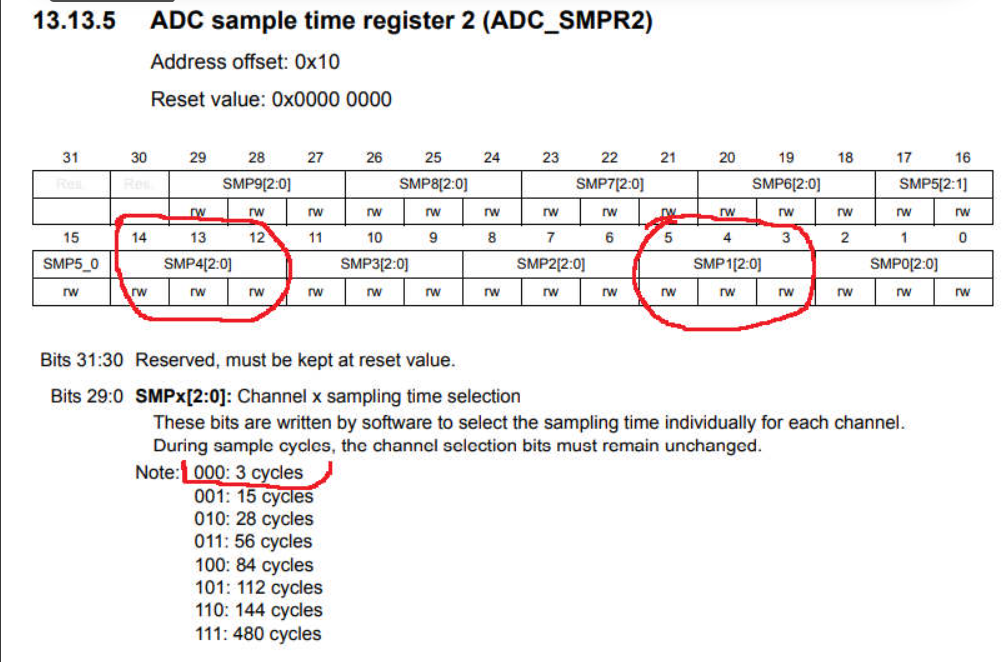 13.13.5 ADC sample time register 2 (ADC_SMPR2)
Address offset: 0x10
Reset value: 0x0000 0000
31 30 29 28 27 26 25 24 23 22 21 20 19 18 17 16
Res. Res. SMP9[2:0] SMP8[2:0] SMP7[2:0] SMP6[2:0] SMP5[2:1]
rw rw rw rw rw rw rw rw rw rw rw rw rw rw
15 14 13 12 11 10 9 8 7 6 5 4 3 2 1 0
SMP5_0 SMP4[2:0] SMP3[2:0] SMP2[2:0] SMP1[2:0] SMP0[2:0]
rw rw rw rw rw rw rw rw rw rw rw rw rw rw rw rw
Bits 31:30 Reserved, must be kept at reset value.
Bits 29:0 SMPx[2:0]: Channel x sampling time selection
These bits are written by software to select the sampling time individually for each channel.
During sample cycles, the channel selection bits must remain unchanged.
Note: 000: 3 cycles
001: 15 cycles
010: 28 cycles
011: 56 cycles
100: 84 cycles
101: 112 cycles
110: 144 cycles
111: 480 cycles